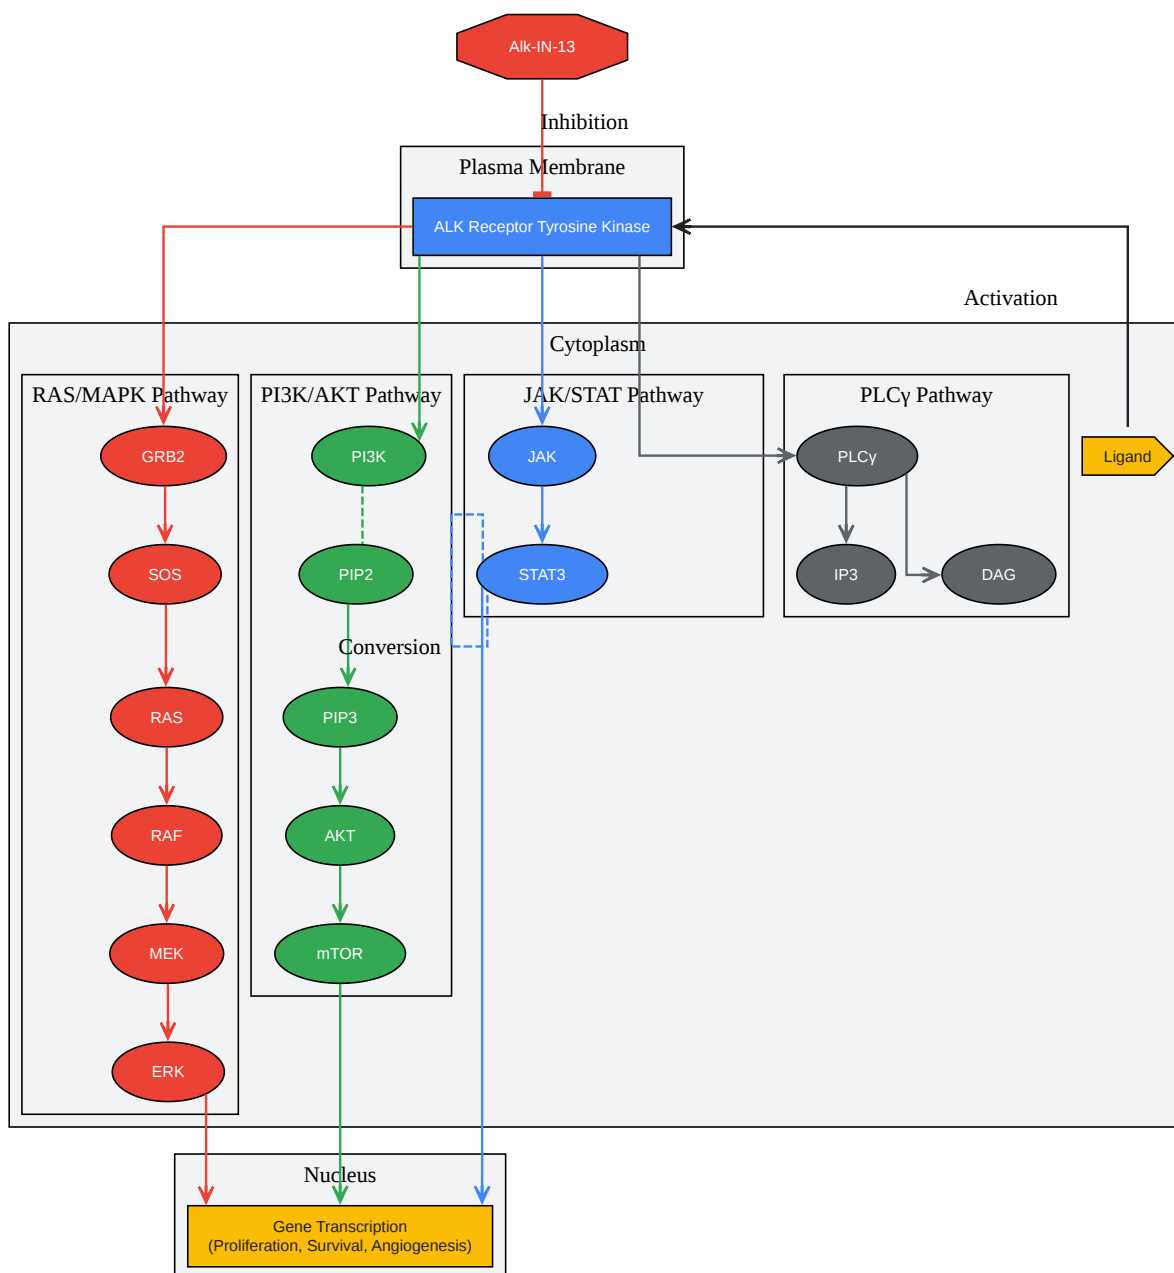 Alk-IN-13
Inhibition
Plasma Membrane
ALK Receptor Tyrosine Kinase
Activation
Cytoplasm
RAS/MAPK Pathway
PI3K/AKT Pathway
JAK/STAT Pathway
PLCγ Pathway
GRB2
PI3K
JAK
PLCγ
Ligand
SOS
PIP2
STAT3
IP3
DAG
Conversion
RAS
PIP3
RAF
AKT
MEK
mTOR
ERK
Nucleus
Gene Transcription
(Proliferation, Survival, Angiogenesis)